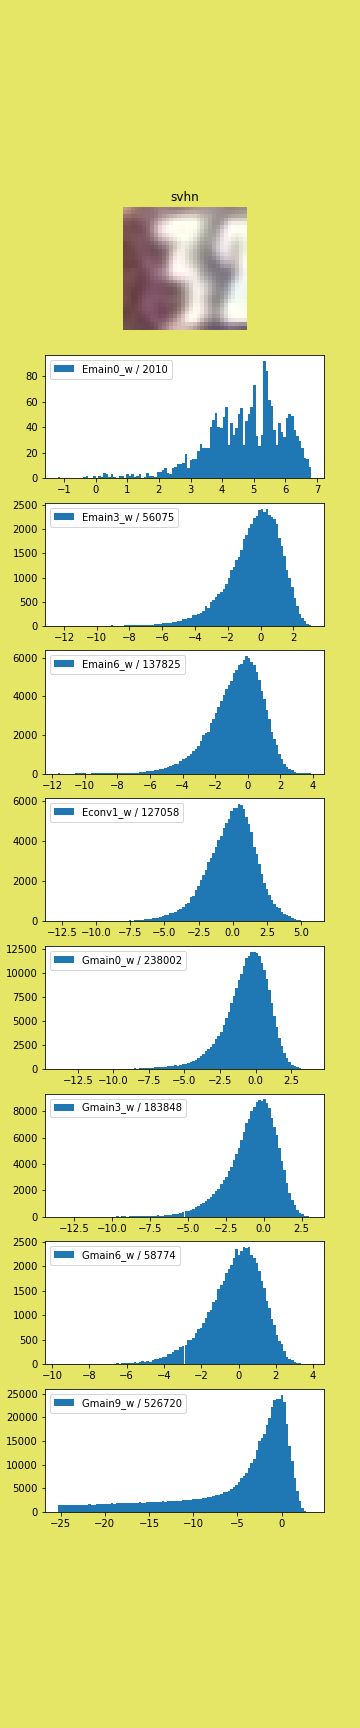 svhn
3
Emain0_w / 2010
80
60
40
20
0
−1 0 1 2 3 4 5 6 7
Emain3_w / 56075
2500
2000
1500
1000
500
0
−12 −10 −8 −6 −4 −2 0 2
Emain6_w / 137825
6000
4000
2000
0
−12 −10 −8 −6 −4 −2 0 2 4
Econv1_w / 127058
6000
4000
2000
0
−12.5 −10.0 −7.5 −5.0 −2.5 0.0 2.5 5.0
Gmain0_w / 238002
12500
10000
7500
5000
2500
0
−12.5 −10.0 −7.5 −5.0 −2.5 0.0 2.5
Gmain3_w / 183848
8000
6000
4000
2000
0
−12.5 −10.0 −7.5 −5.0 −2.5 0.0 2.5
Gmain6_w / 58774
2500
2000
1500
1000
500
0
−10 −8 −6 −4 −2 0 2 4
Gmain9_w / 526720
25000
20000
15000
10000
5000
0
−25 −20 −15 −10 −5 0